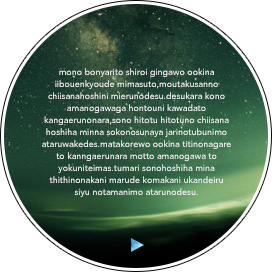 mono bonyarito shiroi gingawo ookina
iibouenkyoude mimasuto,moutakusanno
chiisanahoshini mierunodesu.desukara kono
amanogawaga hontouni kawadato
kangaerunonara,sono hitotu hitotuno chiisana
hoshiha minna sokonosunaya jarinotubunimo
ataruwakedes.matakorewo ookina titinonagare
to kanngaerunara motto amanogawa to
yokuniteimas.tumari sonohoshiha mina
thithinonakani marude komakani ukandeiru
siyu notamanimo atarunodesu.